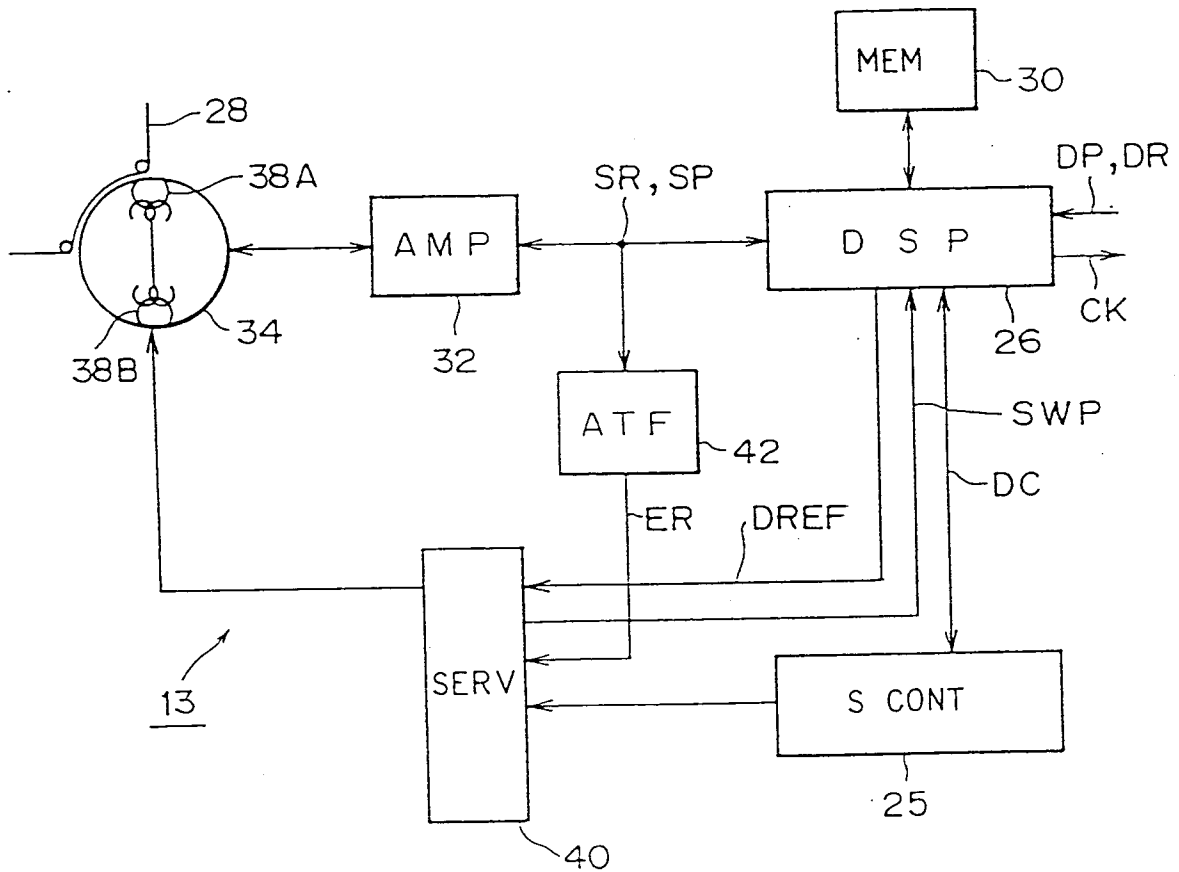 MEM
30
28
38A
SR, SP
DP, DR
AMP
DSP
CK
34
32
26
38B
SWP
ATF
42
DC
ER
DREF
SERV
S CONT
13
25
40